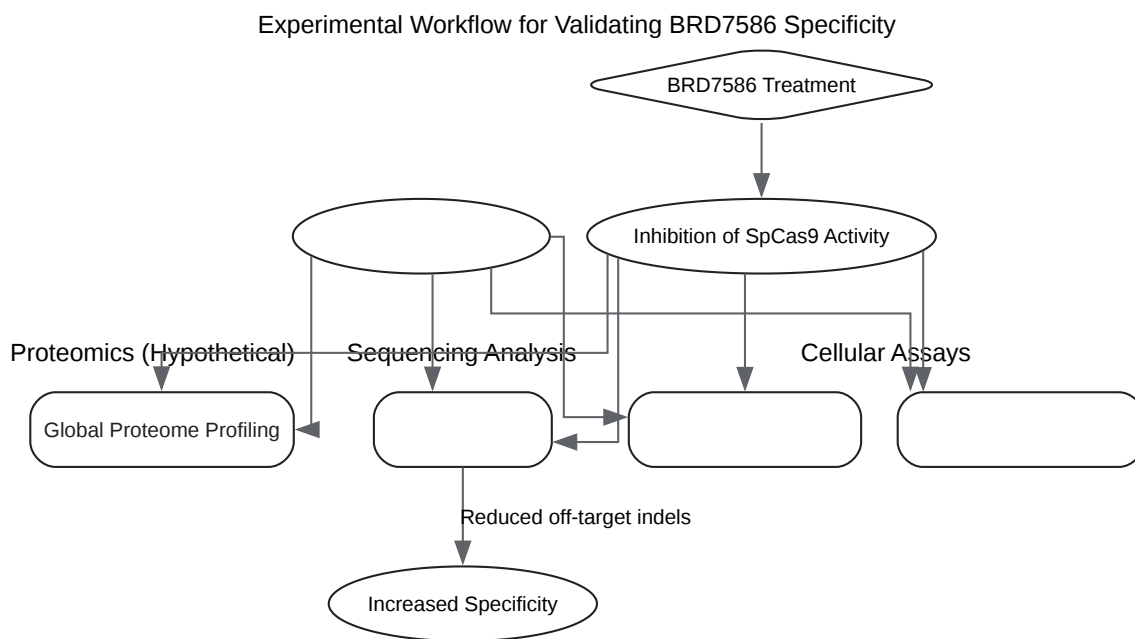 Experimental Workflow for Validating BRD7586 Specificity
BRD7586 Treatment
Inhibition of SpCas9 Activity
Proteomics (Hypothetical)
Sequencing Analysis
Cellular Assays
Global Proteome Profiling
Reduced off-target indels
Increased Specificity